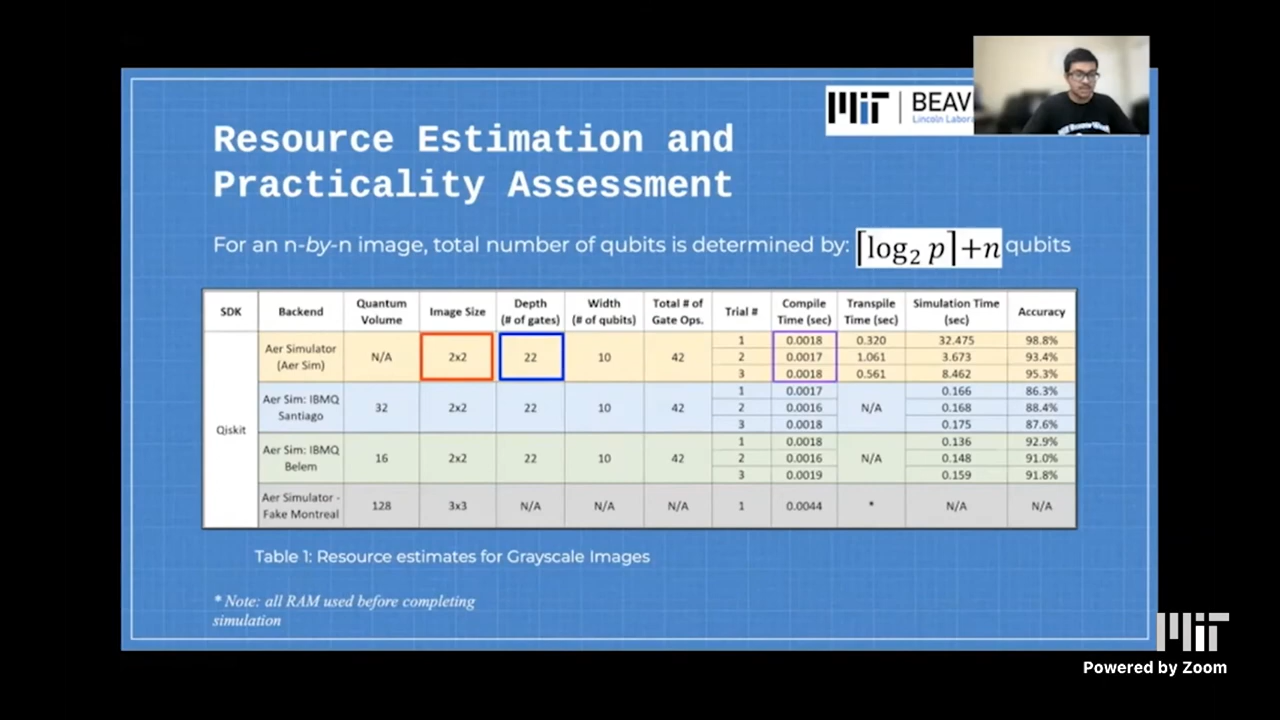 MIT | BEAV
Lincoln Labor
Resource Estimation and
Practicality Assessment
For an n-by-n image, total number of qubits is determined by: ⌈log₂ p⌉+n qubits
SDK Backend Quantum Volume Image Size Depth (# of gates) Width (# of qubits) Total # of Gate Ops. Trial # Compile Time (sec) Transpile Time (sec) Simulation Time (sec) Accuracy
Qiskit
Aer Simulator (Aer Sim) N/A 2x2 22 10 42
1 0.0018 0.320 32.475 98.8%
2 0.0017 1.061 3.673 93.4%
3 0.0018 0.561 8.462 95.3%
Aer Sim: IBMQ Santiago 32 2x2 22 10 42 N/A
1 0.0017 0.166 86.3%
2 0.0016 0.168 88.4%
3 0.0018 0.175 87.6%
Aer Sim: IBMQ Belem 16 2x2 22 10 42 N/A
1 0.0018 0.136 92.9%
2 0.0016 0.148 91.0%
3 0.0019 0.159 91.8%
Aer Simulator - Fake Montreal 128 3x3 N/A N/A N/A 1 0.0044 * N/A N/A
Table 1: Resource estimates for Grayscale Images
* Note: all RAM used before completing
simulation
MIT
Powered by Zoom